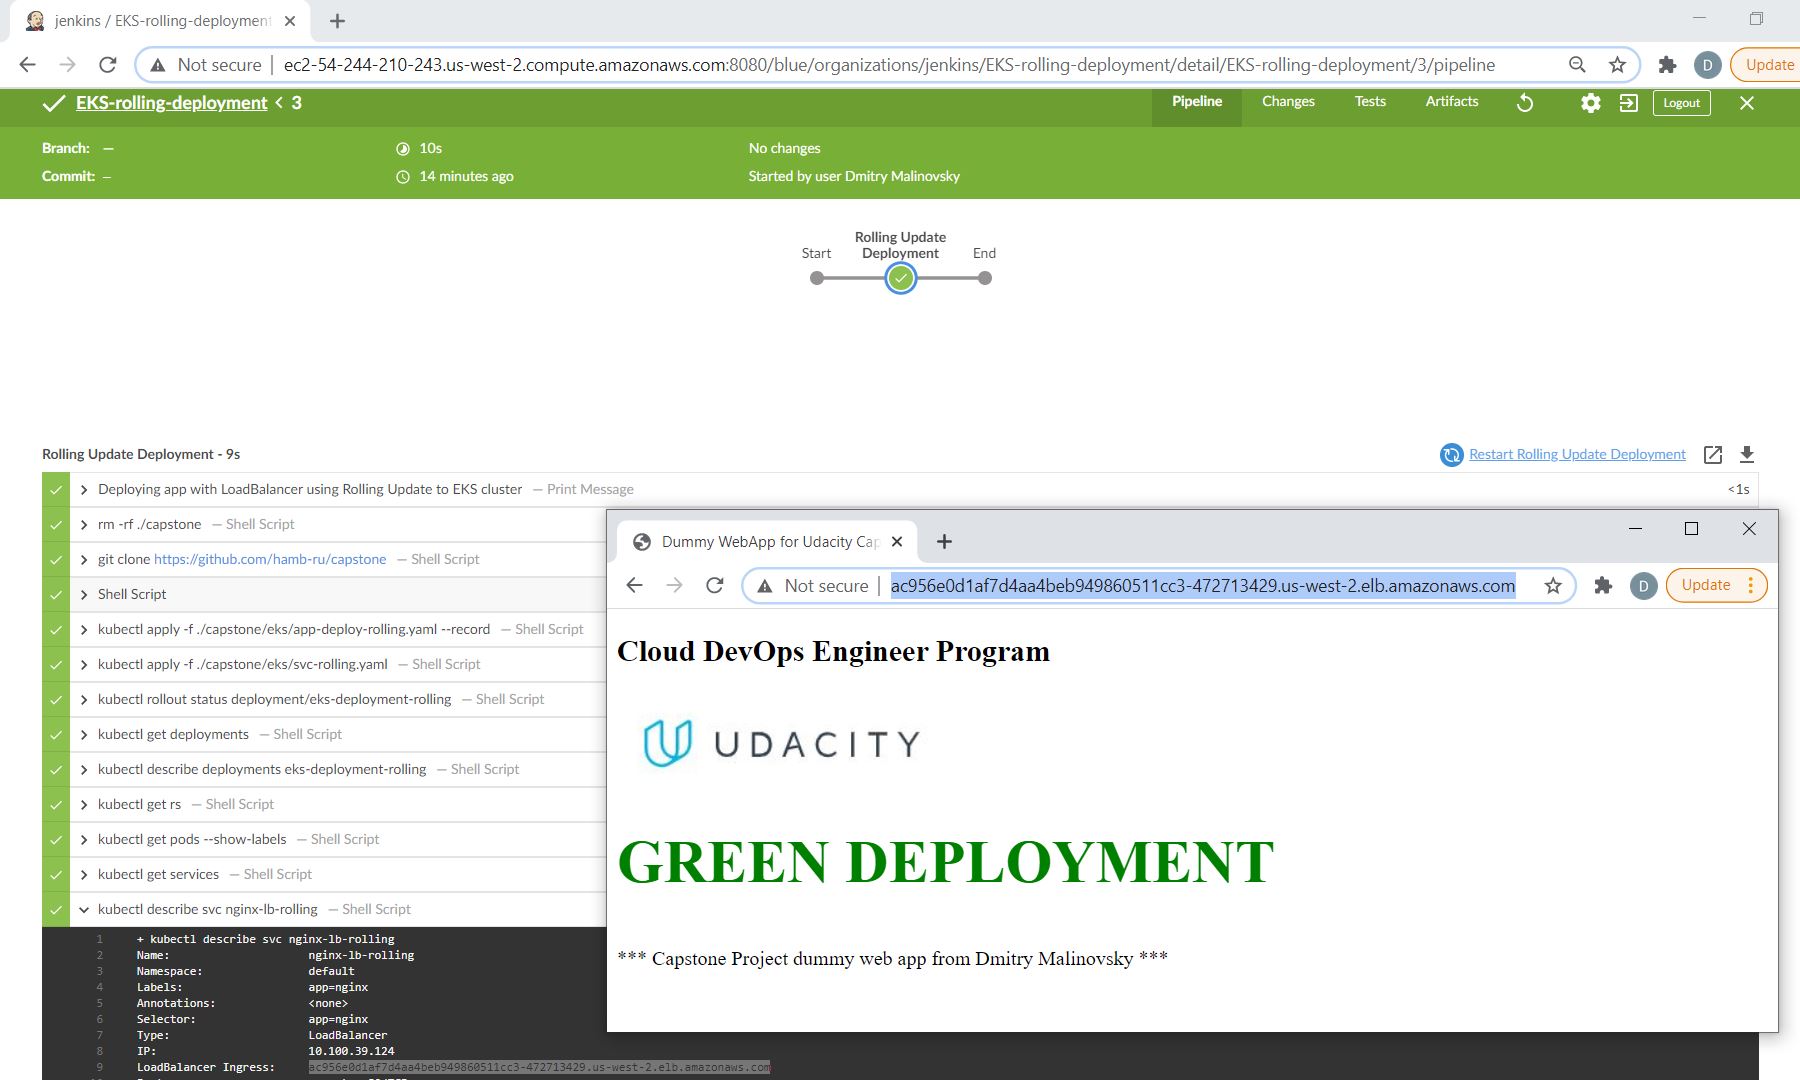 jenkins / EKS-rolling-deployment
Not secure | ec2-54-244-210-243.us-west-2.compute.amazonaws.com:8080/blue/organizations/jenkins/EKS-rolling-deployment/detail/EKS-rolling-deployment/3/pipeline
D
Update
EKS-rolling-deployment < 3
Pipeline
Changes
Tests
Artifacts
Logout
Branch: —
10s
No changes
Commit: –
14 minutes ago
Started by user Dmitry Malinovsky
Start
Rolling Update
Deployment
End
Rolling Update Deployment - 9s
Restart Rolling Update Deployment
Deploying app with LoadBalancer using Rolling Update to EKS cluster — Print Message
<1s
rm -rf ./capstone — Shell Script
git clone https://github.com/hamb-ru/capstone — Shell Script
Shell Script
kubectl apply -f ./capstone/eks/app-deploy-rolling.yaml --record — Shell Script
kubectl apply -f ./capstone/eks/svc-rolling.yaml — Shell Script
kubectl rollout status deployment/eks-deployment-rolling — Shell Script
kubectl get deployments — Shell Script
kubectl describe deployments eks-deployment-rolling — Shell Script
kubectl get rs — Shell Script
kubectl get pods --show-labels — Shell Script
kubectl get services — Shell Script
kubectl describe svc nginx-lb-rolling — Shell Script
1 + kubectl describe svc nginx-lb-rolling
2 Name: nginx-lb-rolling
3 Namespace: default
4 Labels: app=nginx
5 Annotations: <none>
6 Selector: app=nginx
7 Type: LoadBalancer
8 IP: 10.100.39.124
9 LoadBalancer Ingress: ac956e0d1af7d4aa4beb949860511cc3-472713429.us-west-2.elb.amazonaws.com
Dummy WebApp for Udacity Cap
Not secure | ac956e0d1af7d4aa4beb949860511cc3-472713429.us-west-2.elb.amazonaws.com
D
Update
Cloud DevOps Engineer Program
UDACITY
GREEN DEPLOYMENT
*** Capstone Project dummy web app from Dmitry Malinovsky ***